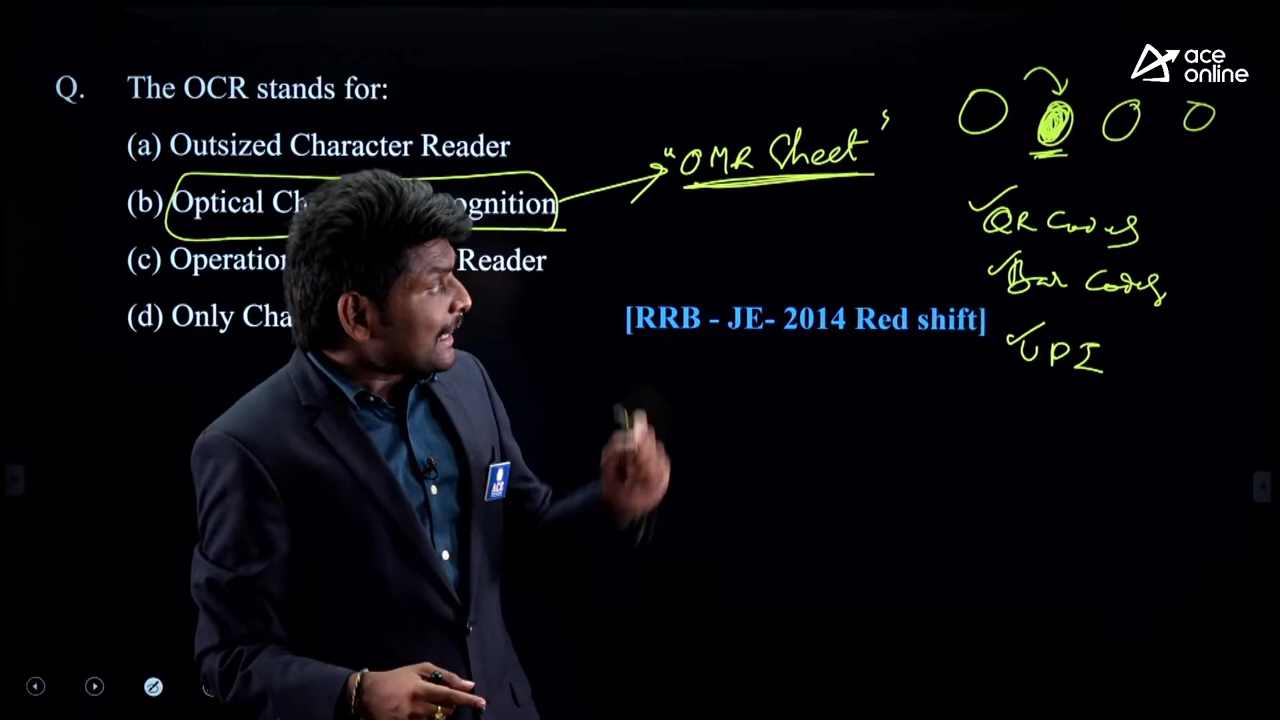 ace
online
Q. The OCR stands for:
(a) Outsized Character Reader
(b) Optical Ch ognition
(c) Operation Reader
(d) Only Cha
[RRB - JE- 2014 Red shift]
"OMR Sheet"
QR Codes
Bar Codes
UPI
ACE